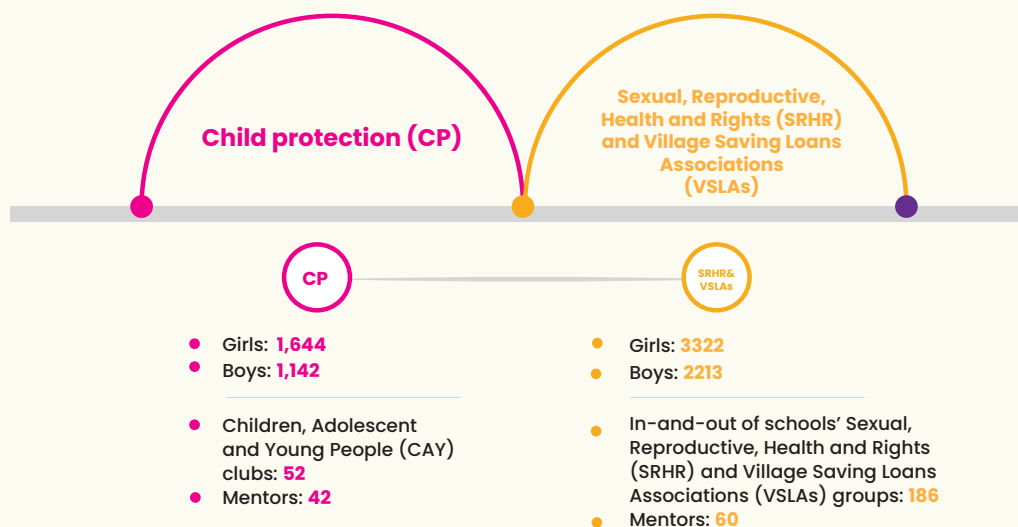 Child protection (CP)
Sexual, Reproductive,
Health and Rights (SRHR)
and Village Saving Loans
Associations
(VSLAs)
CP
SRHR&
VSLAs
Girls: 1,644
Boys: 1,142
Children, Adolescent
and Young People (CAY)
clubs: 52
Mentors: 42
Girls: 3322
Boys: 2213
In-and-out of schools’ Sexual,
Reproductive, Health and Rights
(SRHR) and Village Saving Loans
Associations (VSLAs) groups: 186
Mentors: 60